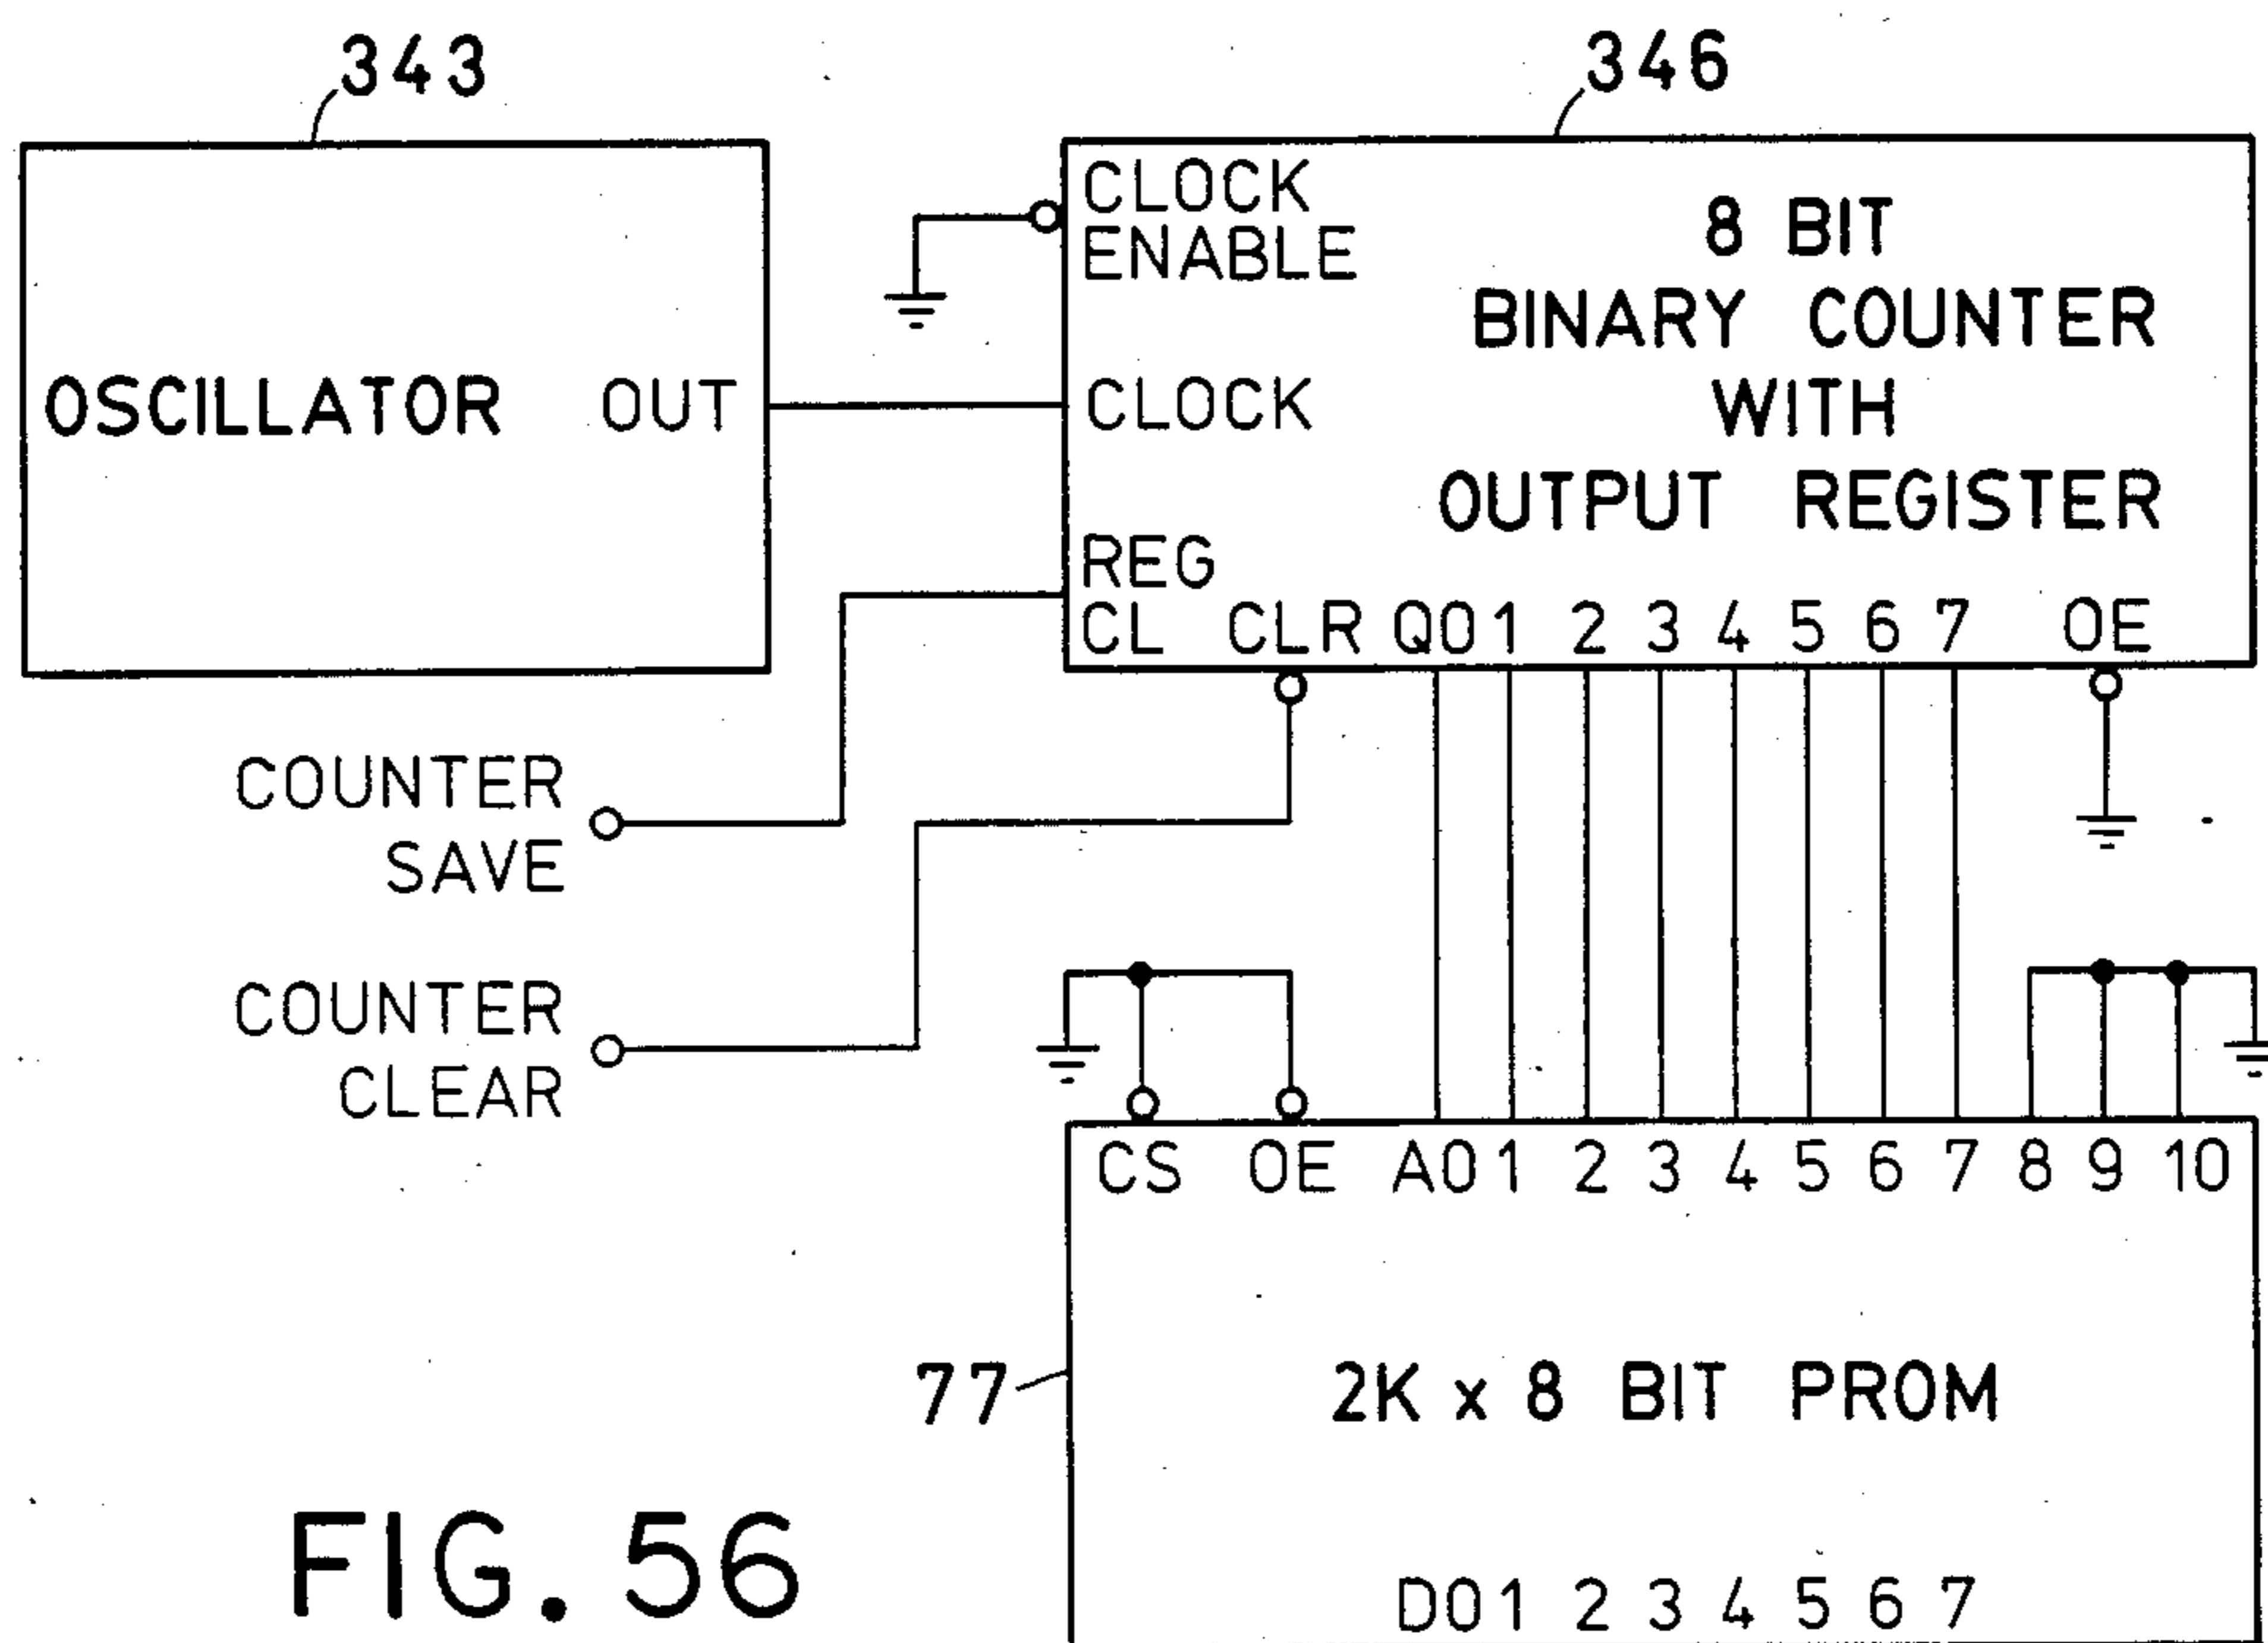 343
346
CLOCK
ENABLE
8 BIT
BINARY COUNTER
WITH
OUTPUT REGISTER
OSCILLATOR OUT
CLOCK
REG
CL CLR Q0 1 2 3 4 5 6 7 OE
COUNTER
SAVE
COUNTER
CLEAR
CS OE A0 1 2 3 4 5 6 7 8 9 10
77
2K x 8 BIT PROM
FIG. 56
D0 1 2 3 4 5 6 7